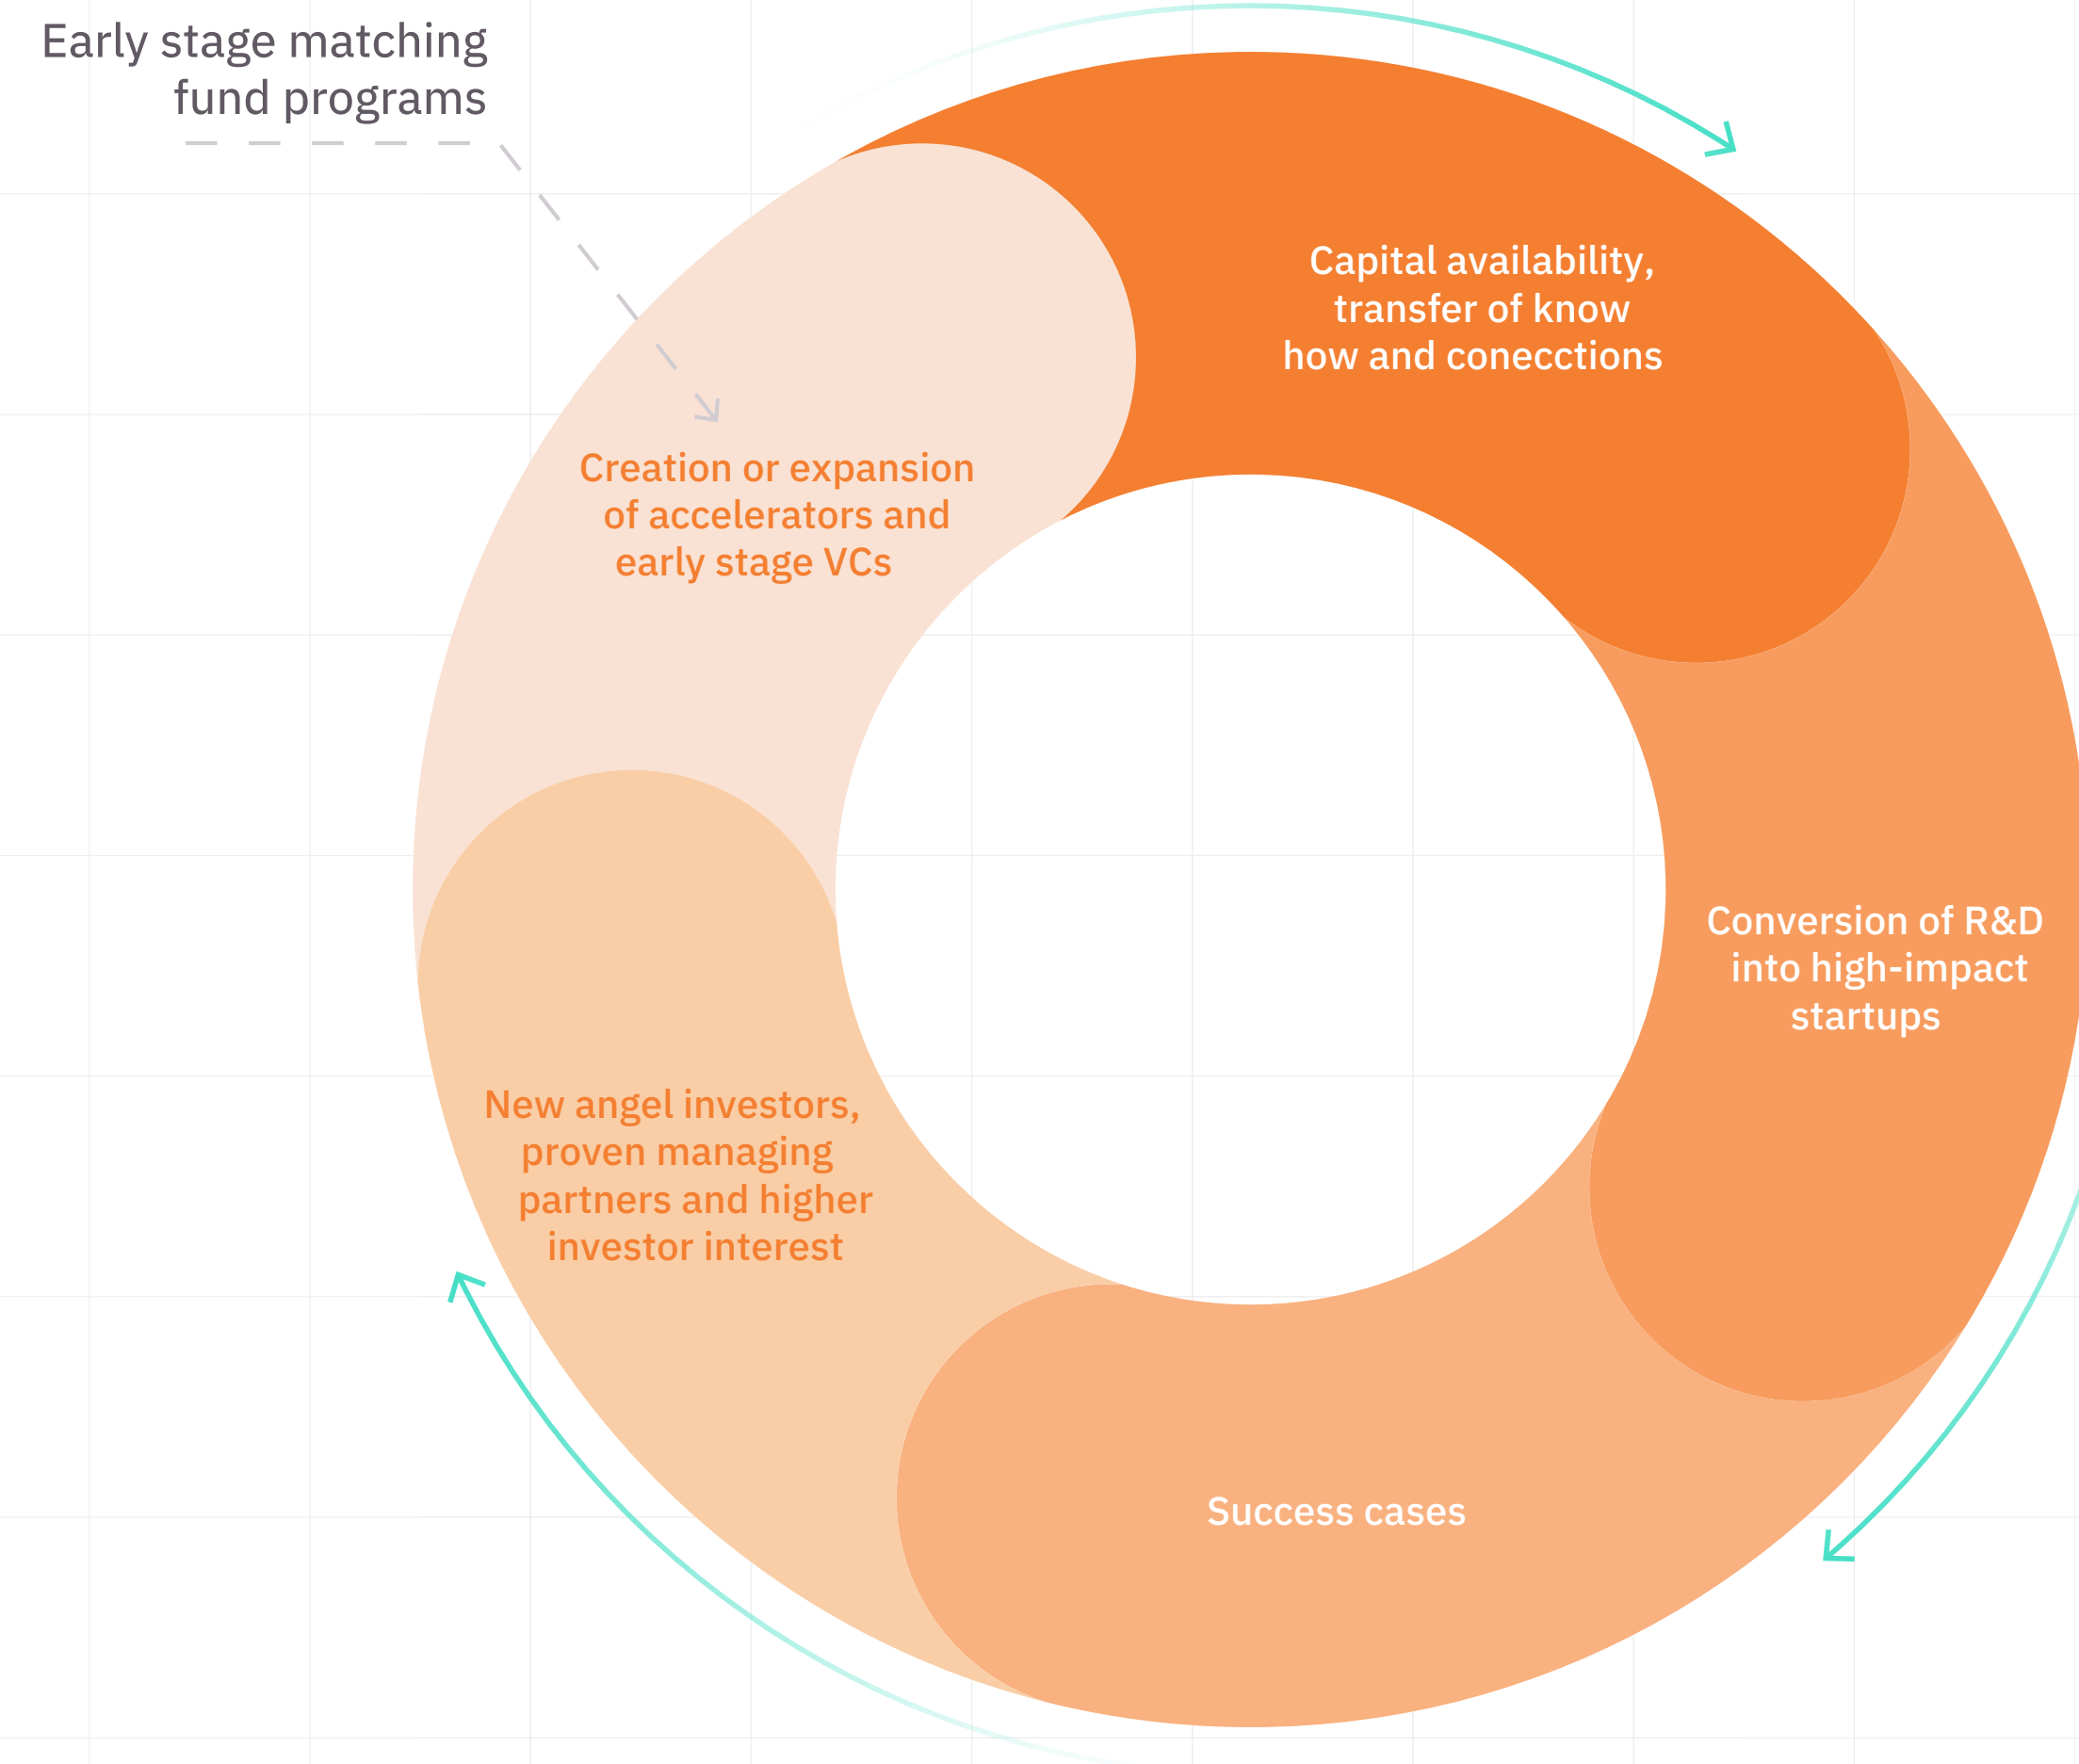 Early stage matching
fund programs
Capital availability,
transfer of know
how and conecctions
Creation or expansion
of accelerators and
early stage VCs
Conversion of R&D
into high-impact
startups
New angel investors,
proven managing
partners and higher
investor interest
Success cases